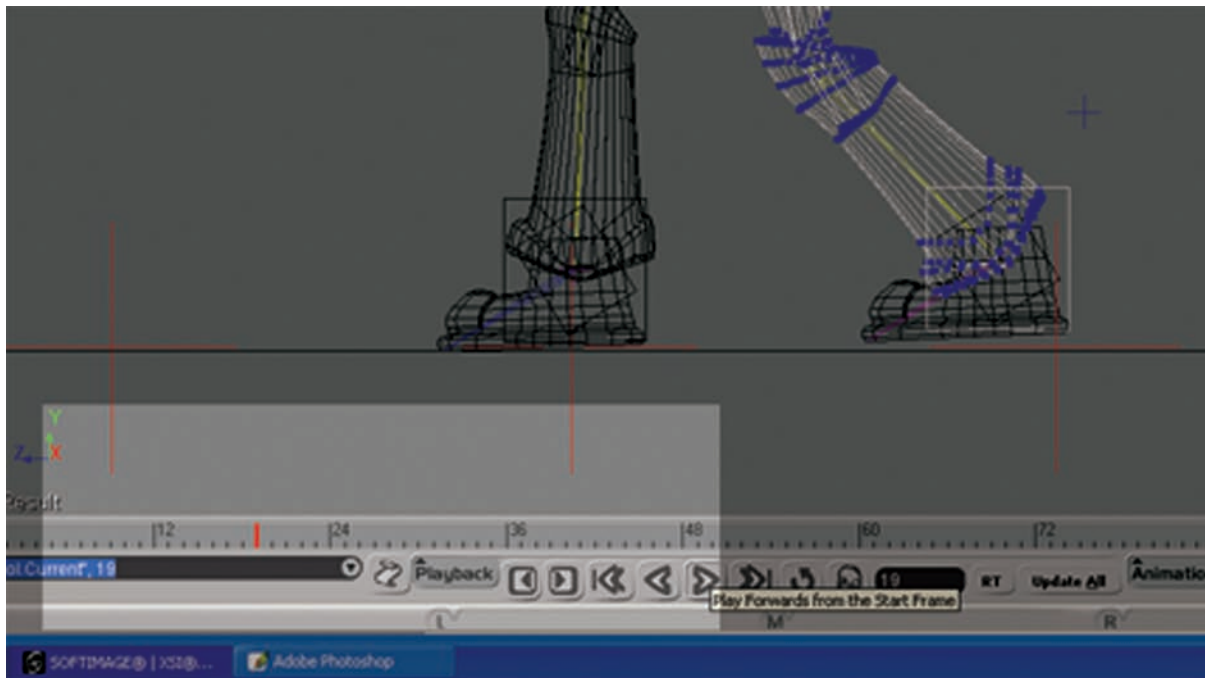 Y
Z X
Result
12 24 36 48 60 72
ol.Current", 19
Playback
19
RT
Update All
Animatio
Play Forwards from the Start Frame
L M R
SOFTIMAGE® | XSI®...
Adobe Photoshop